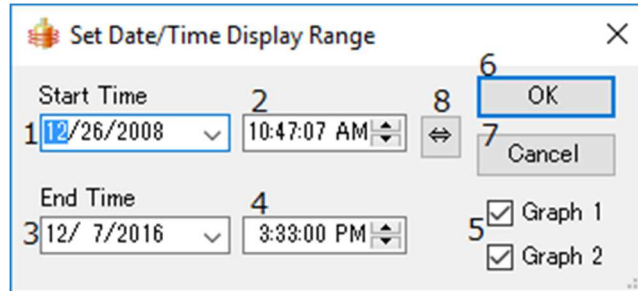 Set Date/Time Display Range
6
Start Time
2
8
OK
1
12/26/2008
10:47:07 AM
7
Cancel
End Time
4
3
12/ 7/2016
3:33:00 PM
5
Graph 1
Graph 2